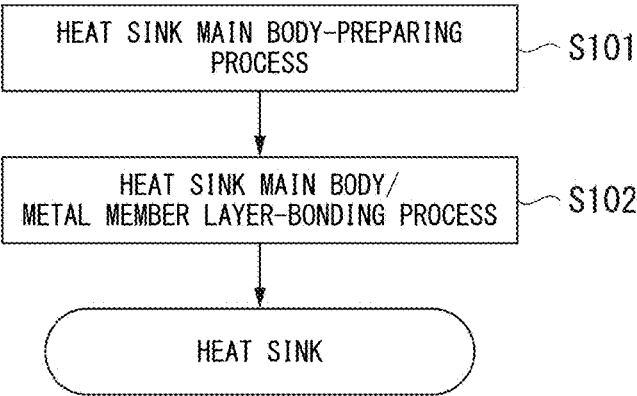 HEAT SINK MAIN BODY-PREPARING
PROCESS
S101
HEAT SINK MAIN BODY/
METAL MEMBER LAYER-BONDING PROCESS
S102
HEAT SINK